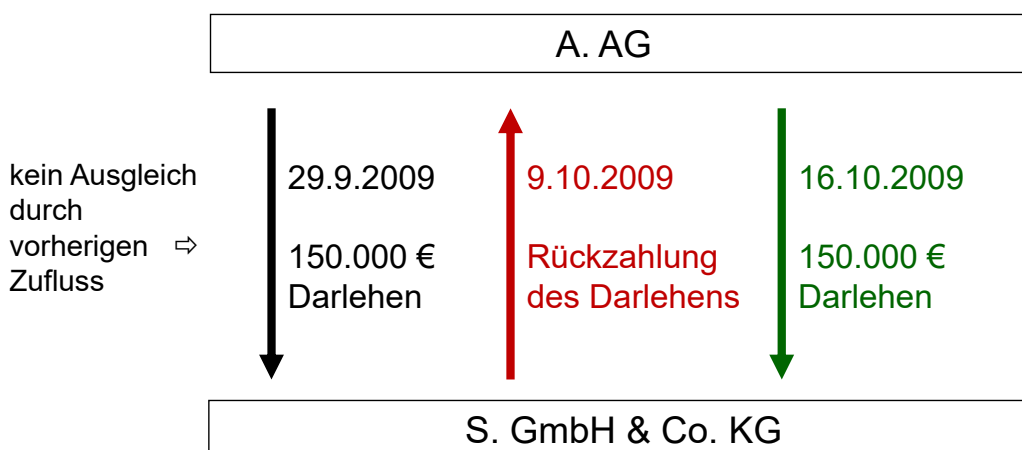 A. AG
kein Ausgleich
durch
vorherigen ⇨
Zufluss
29.9.2009
150.000 €
Darlehen
9.10.2009
Rückzahlung
des Darlehens
16.10.2009
150.000 €
Darlehen
S. GmbH & Co. KG